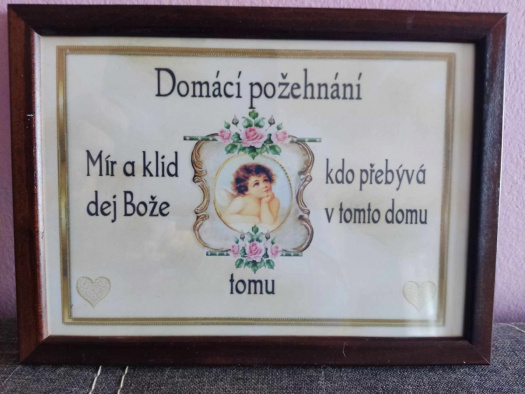 Domácí požehnání
Mír a klid
dej Bože
tomu
kdo přebývá
v tomto domu